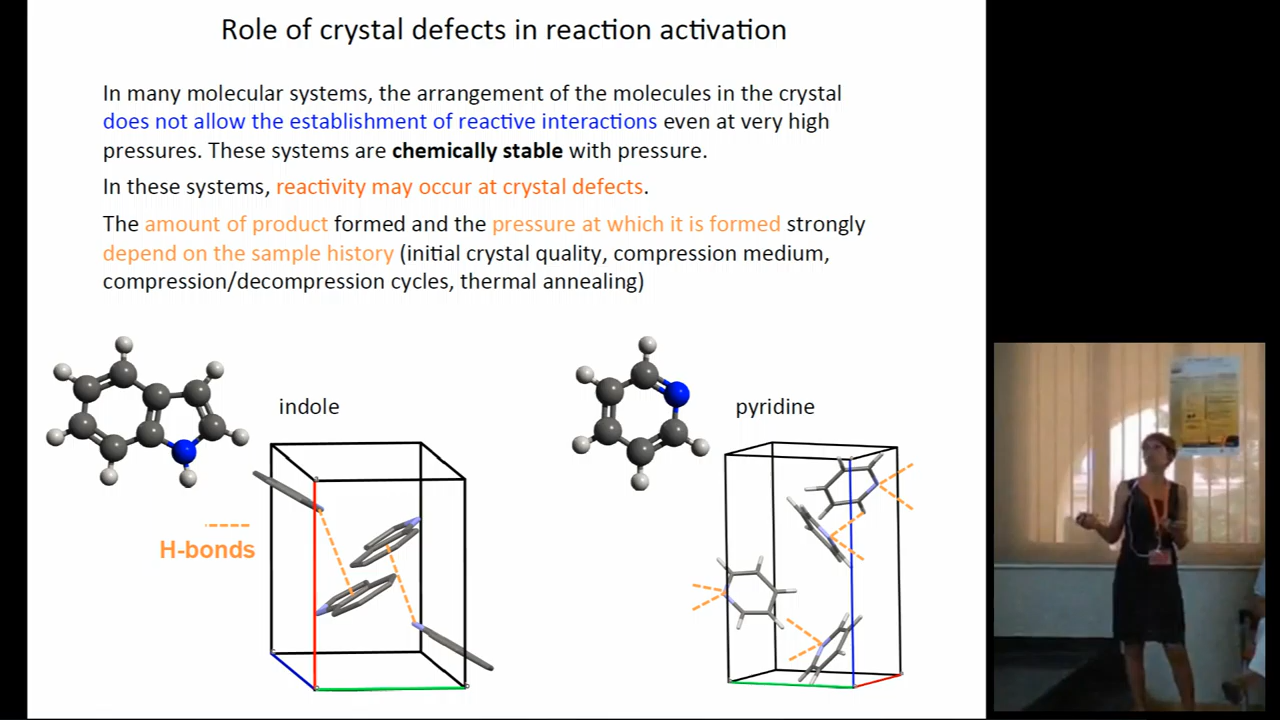 Role of crystal defects in reaction activation
In many molecular systems, the arrangement of the molecules in the crystal
does not allow the establishment of reactive interactions even at very high
pressures. These systems are chemically stable with pressure.
In these systems, reactivity may occur at crystal defects.
The amount of product formed and the pressure at which it is formed strongly
depend on the sample history (initial crystal quality, compression medium,
compression/decompression cycles, thermal annealing)
indole
pyridine
H-bonds